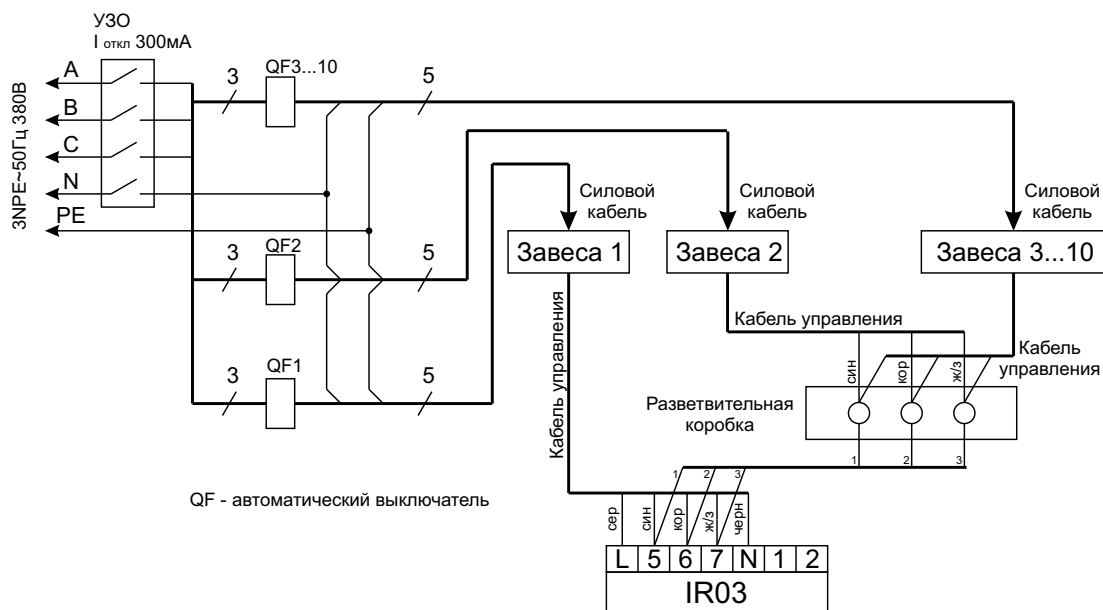 УЗО
I откл 300мА
3NPE~50Гц 380В
A
B
C
N
PE
3
QF3...10
5
3
QF2
5
3
QF1
5
Силовой
кабель
Силовой
кабель
Силовой
кабель
Завеса 1
Завеса 2
Завеса 3...10
Кабель управления
Кабель управления
Кабель
управления
син
кор
ж/з
Разветвительная
коробка
1
2
3
1
2
3
QF - автоматический выключатель
сер
син
кор
ж/з
черн
L 5 6 7 N 1 2
IR03